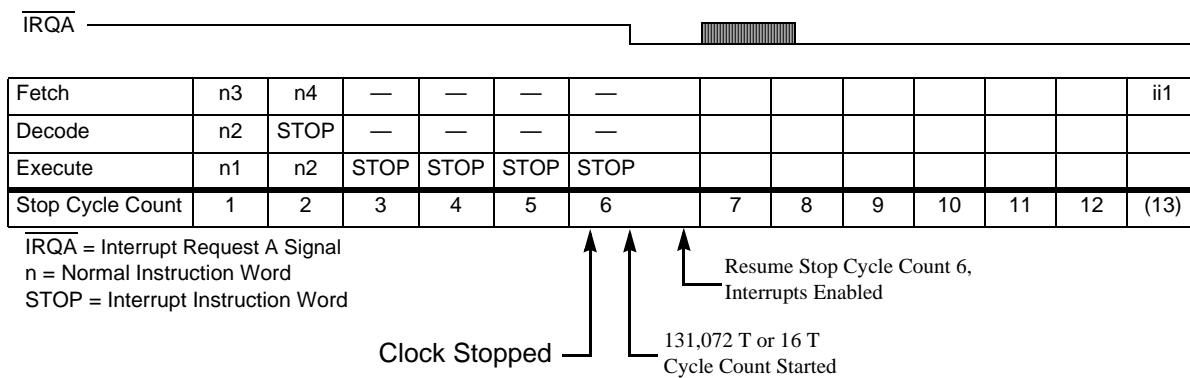 IRQA
Fetch n3 n4 — — — — ii1
Decode n2 STOP — — — —
Execute n1 n2 STOP STOP STOP STOP
Stop Cycle Count 1 2 3 4 5 6 7 8 9 10 11 12 (13)
IRQA = Interrupt Request A Signal
n = Normal Instruction Word
STOP = Interrupt Instruction Word
Resume Stop Cycle Count 6,
Interrupts Enabled
Clock Stopped
131,072 T or 16 T
Cycle Count Started